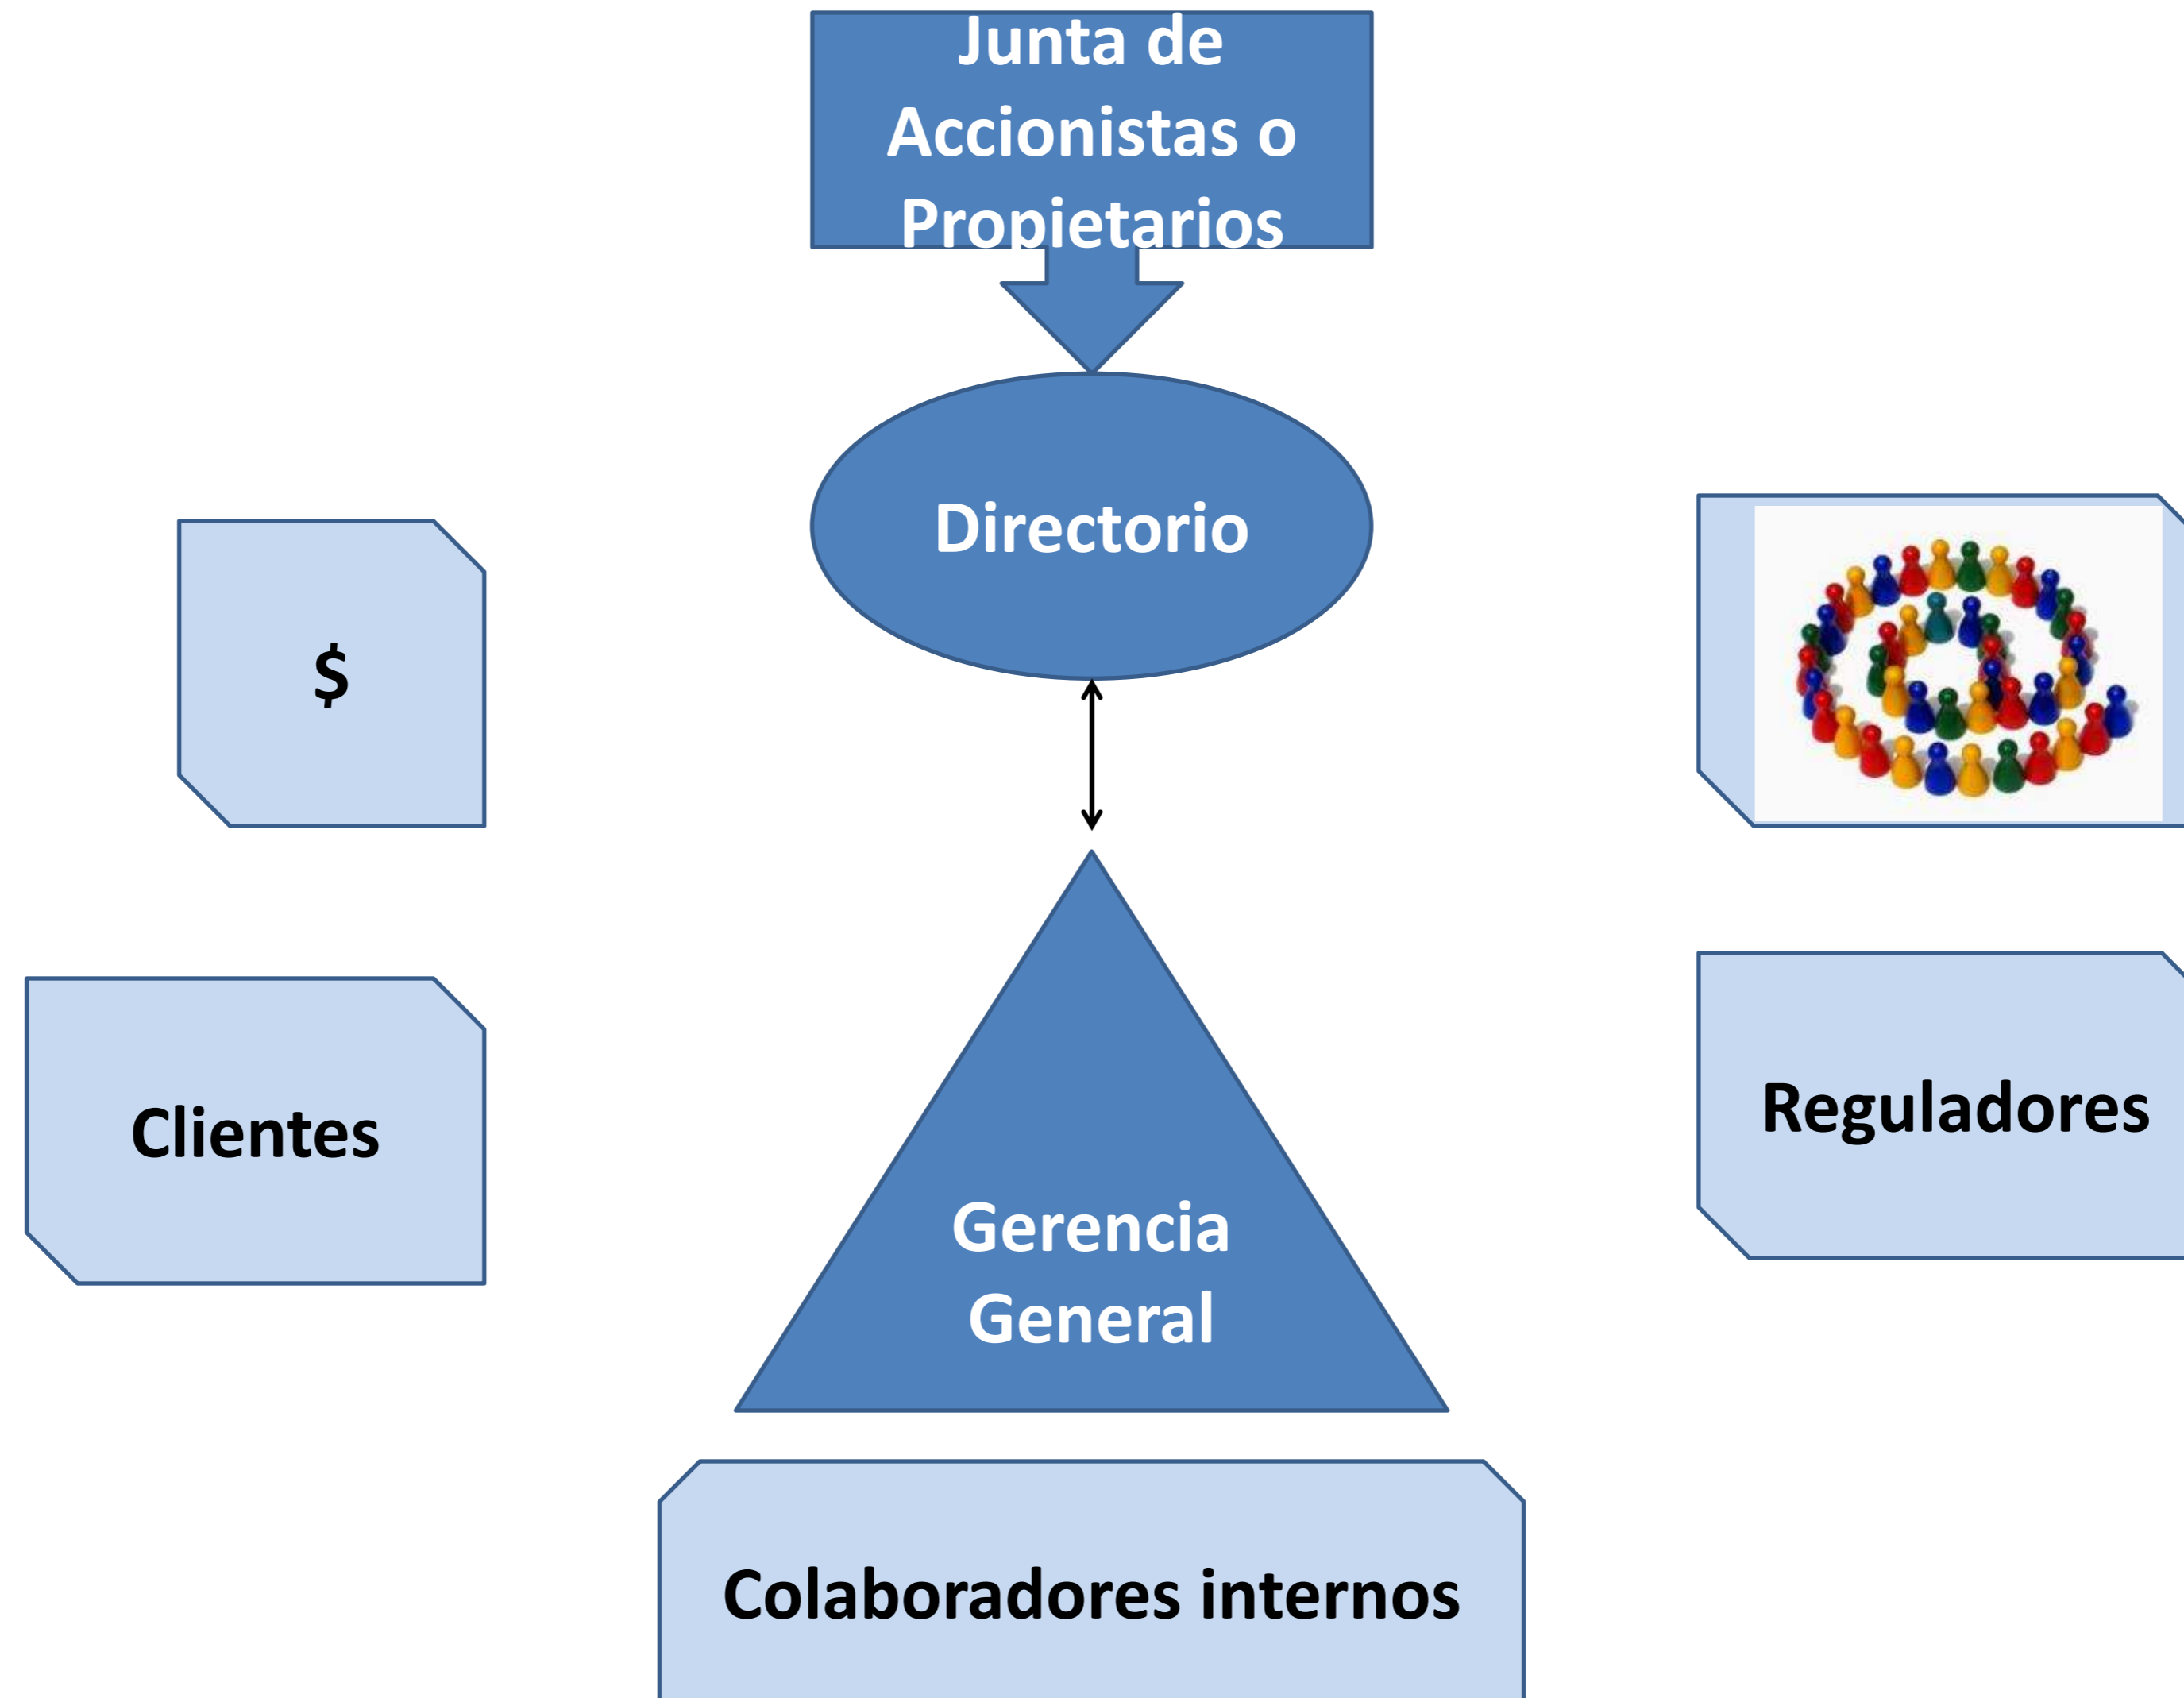 Junta de
Accionistas o
Propietarios
Directorio
$
Clientes
Reguladores
Gerencia
General
Colaboradores internos